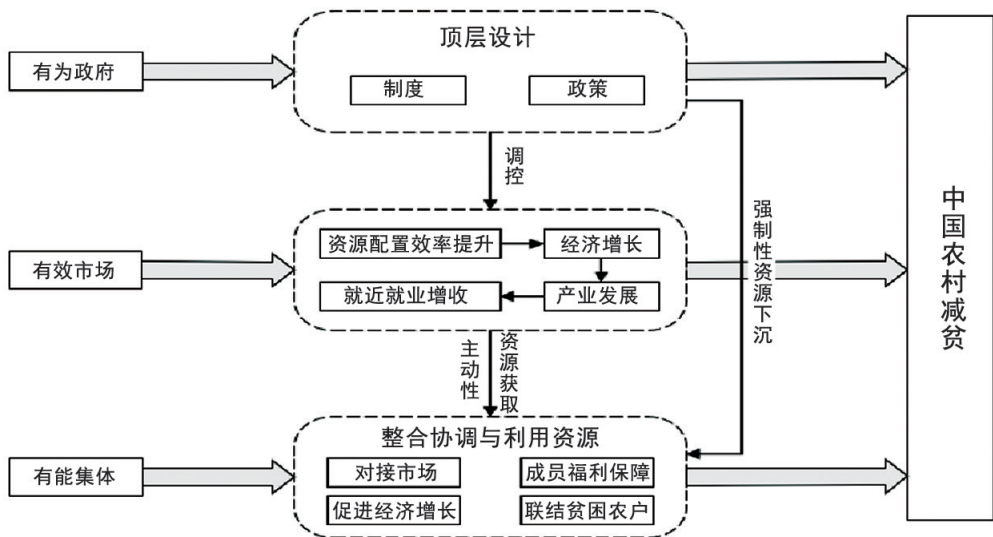 顶层设计
有为政府
制度
政策
调控
资源配置效率提升
经济增长
有效市场
就近就业增收
产业发展
强制性资源下沉
中国农村减贫
主动性
资源获取
整合协调与利用资源
有能集体
对接市场
成员福利保障
促进经济增长
联结贫困农户